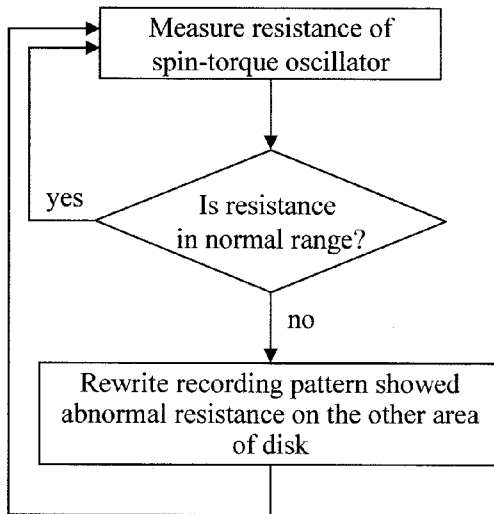 Measure resistance of
spin-torque oscillator
yes
Is resistance
in normal range?
no
Rewrite recording pattern showed
abnormal resistance on the other area
of disk